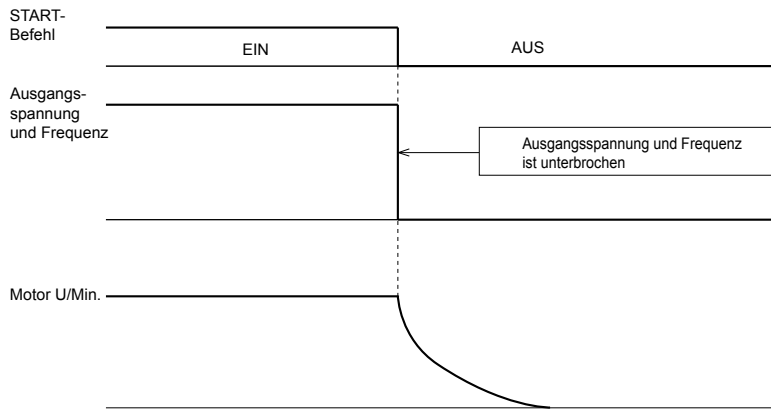 START-
Befehl
EIN
AUS
Ausgangs-
spannung
und Frequenz
Ausgangsspannung und Frequenz
ist unterbrochen
Motor U/Min.